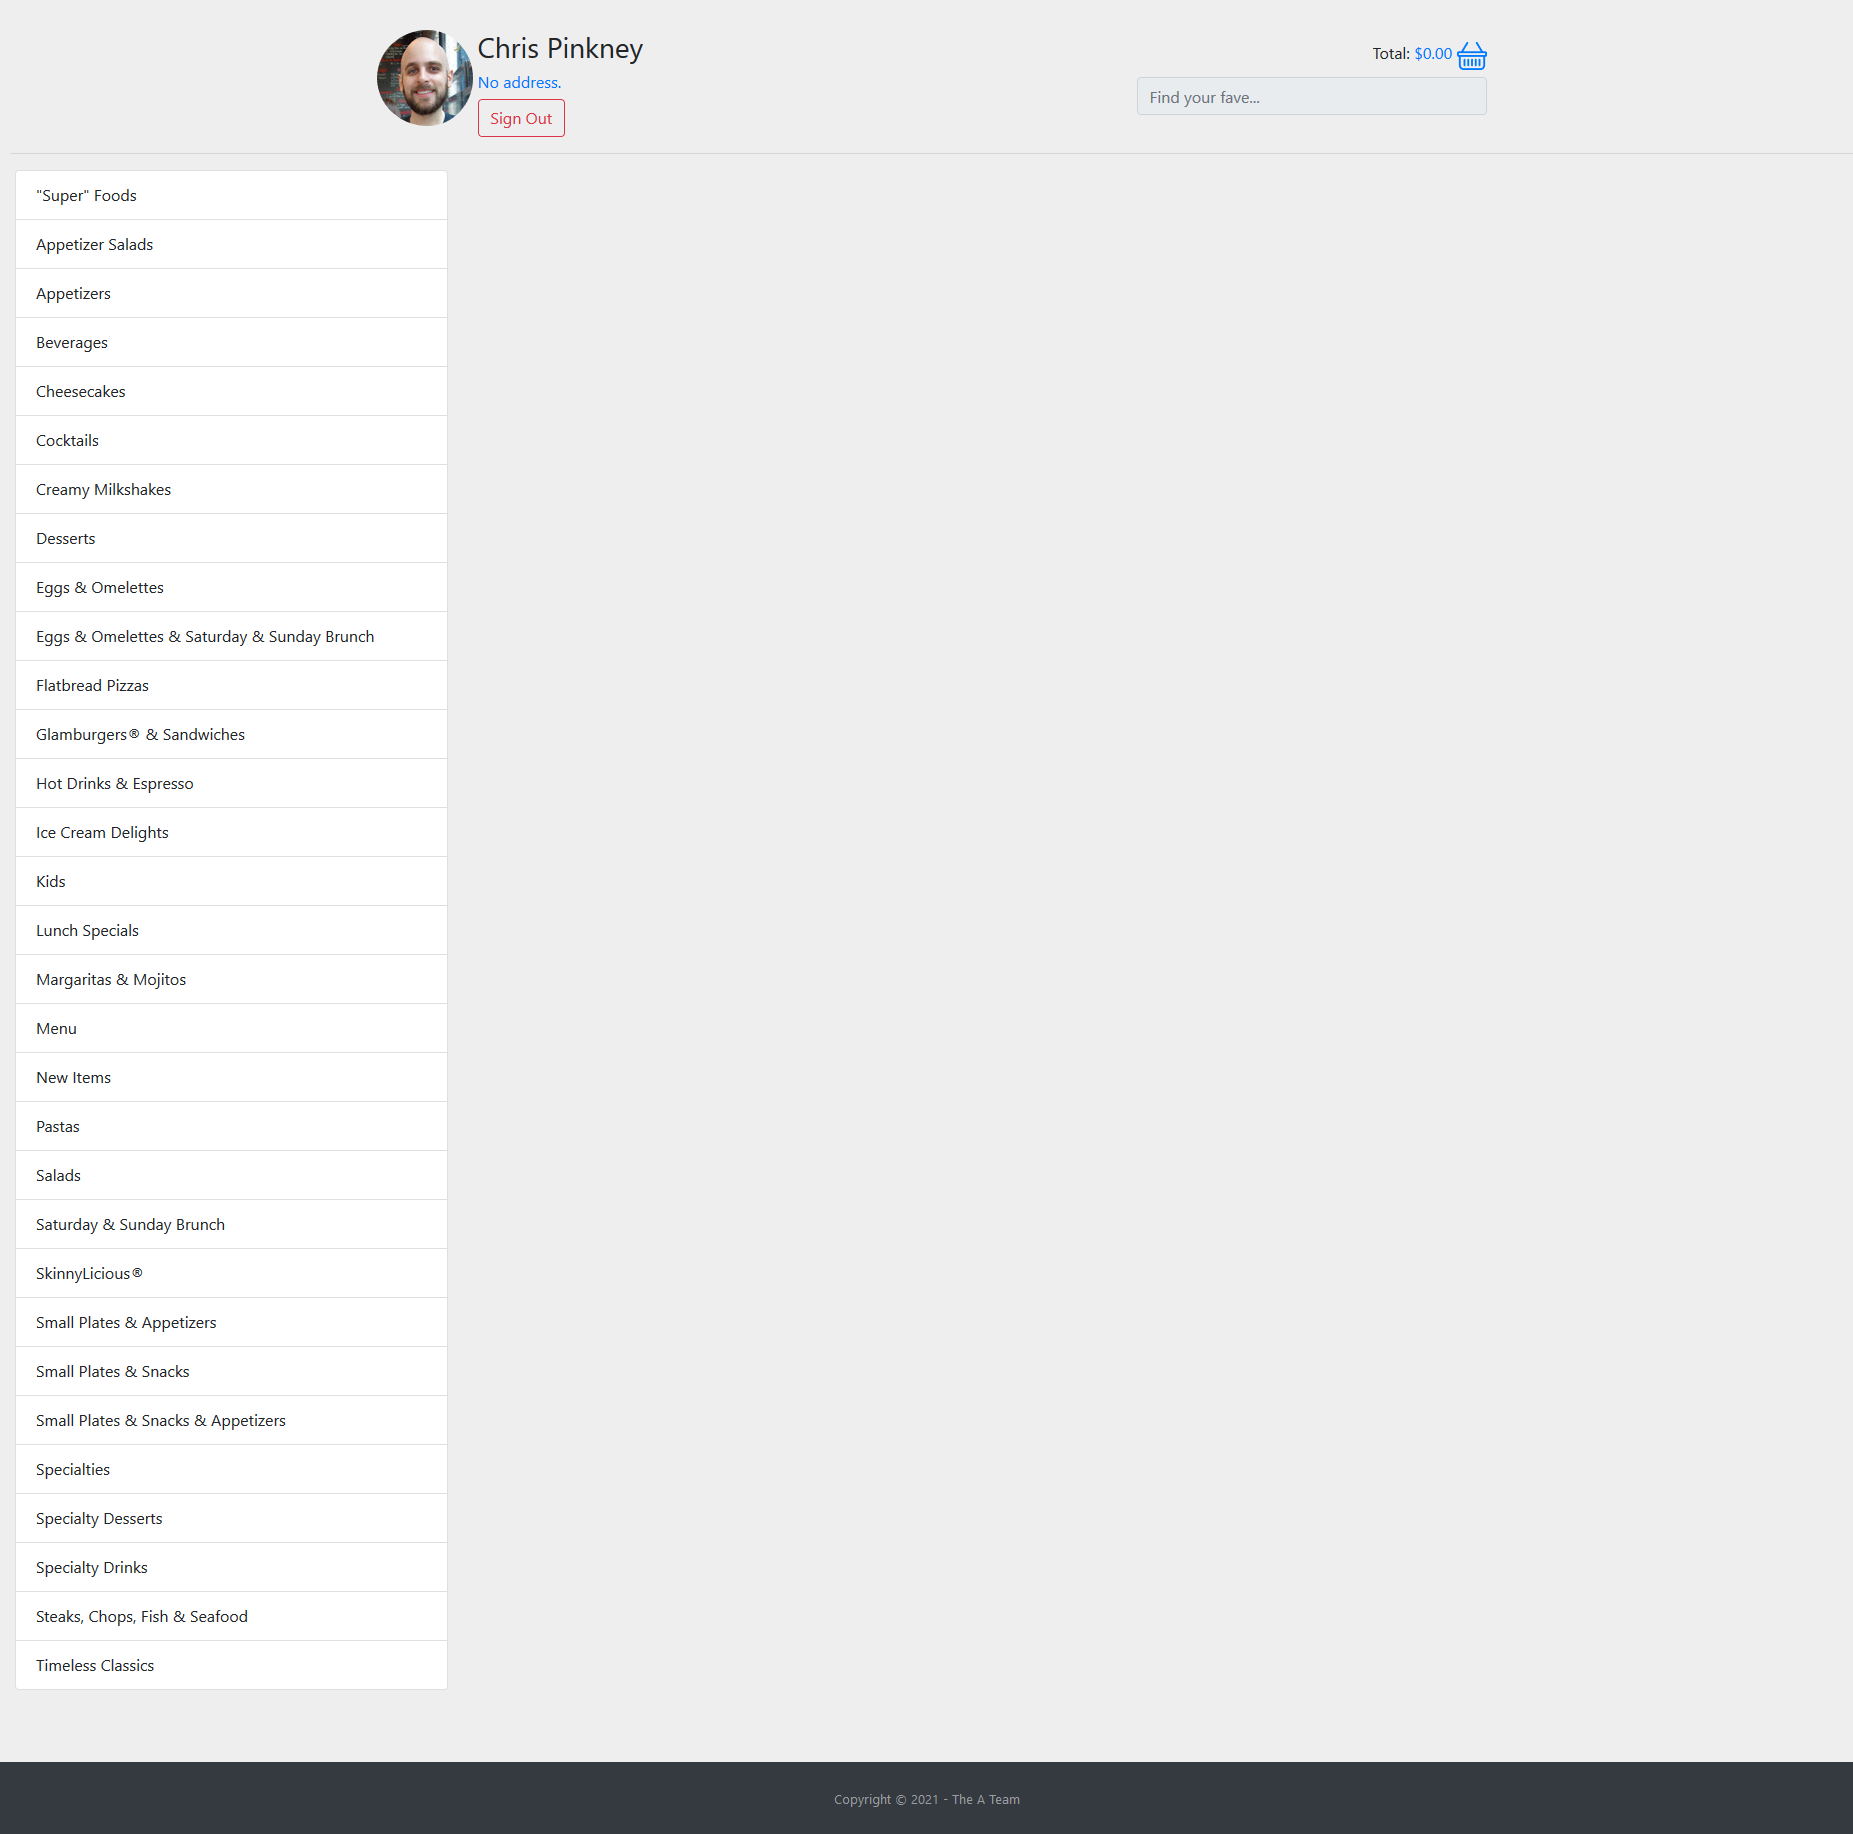 Chris Pinkney
No address.
Sign Out
Total: $0.00
Find your fave...
"Super" Foods
Appetizer Salads
Appetizers
Beverages
Cheesecakes
Cocktails
Creamy Milkshakes
Desserts
Eggs & Omelettes
Eggs & Omelettes & Saturday & Sunday Brunch
Flatbread Pizzas
Glamburgers® & Sandwiches
Hot Drinks & Espresso
Ice Cream Delights
Kids
Lunch Specials
Margaritas & Mojitos
Menu
New Items
Pastas
Salads
Saturday & Sunday Brunch
SkinnyLicious®
Small Plates & Appetizers
Small Plates & Snacks
Small Plates & Snacks & Appetizers
Specialties
Specialty Desserts
Specialty Drinks
Steaks, Chops, Fish & Seafood
Timeless Classics
Copyright © 2021 - The A Team